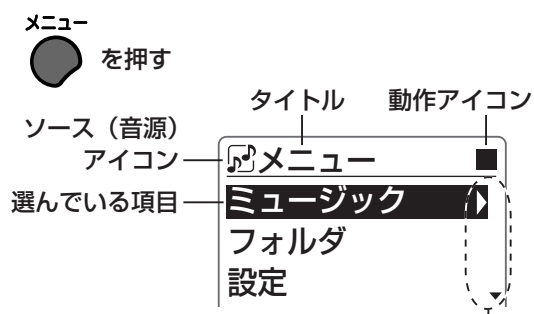 メニュー
を押す
タイトル
動作アイコン
ソース（音源）
アイコン
メニュー
選んでいる項目
ミュージック
フォルダ
設定